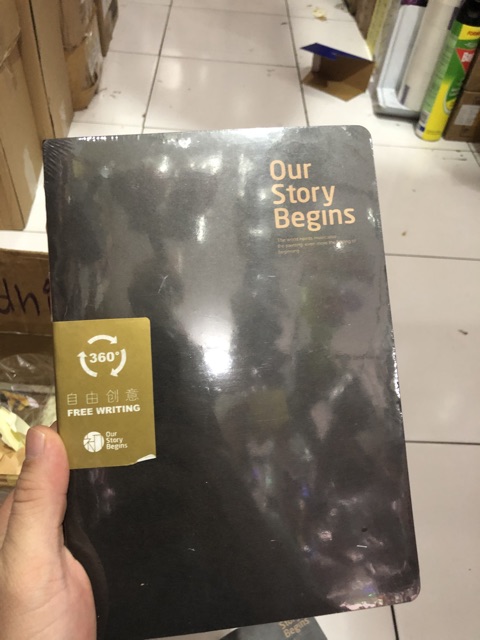 Our
Story
Begins
360°
自由创意
FREE WRITING
Our
Story
Begins